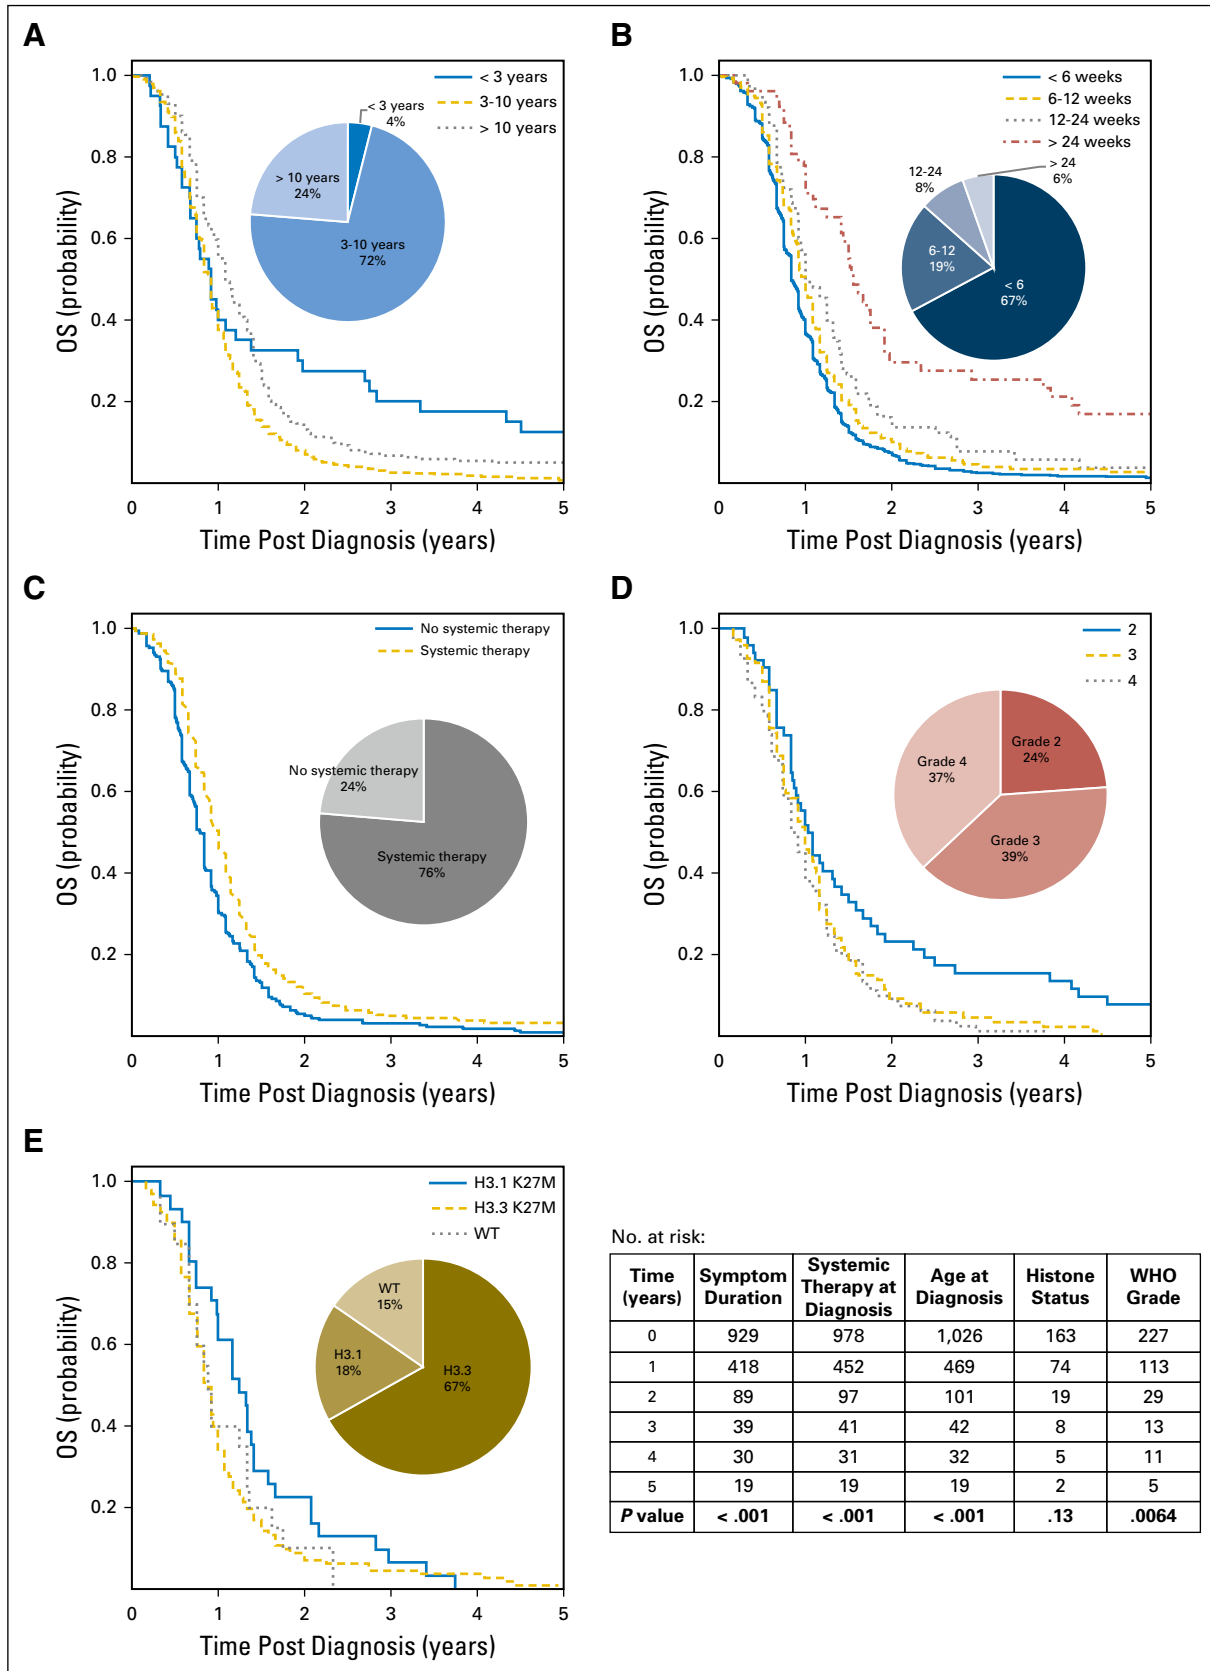 A
OS (probability)
1.0
0.8
0.6
0.4
0.2
0 1 2 3 4 5
Time Post Diagnosis (years)
< 3 years
3-10 years
> 10 years
< 3 years
4%
> 10 years
24%
3-10 years
72%
B
OS (probability)
1.0
0.8
0.6
0.4
0.2
0 1 2 3 4 5
Time Post Diagnosis (years)
< 6 weeks
6-12 weeks
12-24 weeks
> 24 weeks
12-24
8%
> 24
6%
6-12
19%
< 6
67%
C
OS (probability)
1.0
0.8
0.6
0.4
0.2
0 1 2 3 4 5
Time Post Diagnosis (years)
No systemic therapy
Systemic therapy
No systemic therapy
24%
Systemic therapy
76%
D
OS (probability)
1.0
0.8
0.6
0.4
0.2
0 1 2 3 4 5
Time Post Diagnosis (years)
2
3
4
Grade 2
24%
Grade 4
37%
Grade 3
39%
E
OS (probability)
1.0
0.8
0.6
0.4
0.2
0 1 2 3 4 5
Time Post Diagnosis (years)
H3.1 K27M
H3.3 K27M
WT
WT
15%
H3.1
18%
H3.3
67%
No. at risk:
Time (years) Symptom Duration Systemic Therapy at Diagnosis Age at Diagnosis Histone Status WHO Grade
0 929 978 1,026 163 227
1 418 452 469 74 113
2 89 97 101 19 29
3 39 41 42 8 13
4 30 31 32 5 11
5 19 19 19 2 5
P value < .001 < .001 < .001 .13 .0064